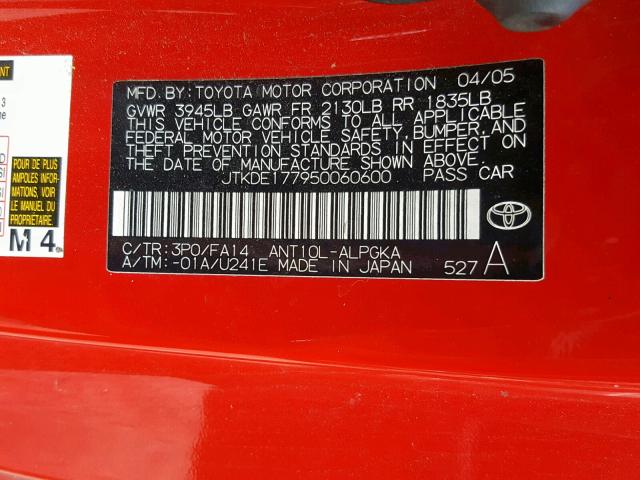 MFD. BY: TOYOTA MOTOR CORPORATION 04/05
GVWR 3945LB GAWR FR 2130LB RR 1835LB
THIS VEHICLE CONFORMS TO ALL APPLICABLE
FEDERAL MOTOR VEHICLE SAFETY, BUMPER, AND
THEFT PREVENTION STANDARDS IN EFFECT ON
THE DATE OF MANUFACTURE SHOWN ABOVE.
JTKDE177950060600 PASS CAR
C/TR: 3P0/FA14 ANT10L-ALPGKA
A/TM: -01A/U241E MADE IN JAPAN 527 A
3
POUR DE PLUS
AMPLES INFOR-
MATIONS, VOIR
LE MANUEL DU
PROPRIÉTAIRE.
M 4